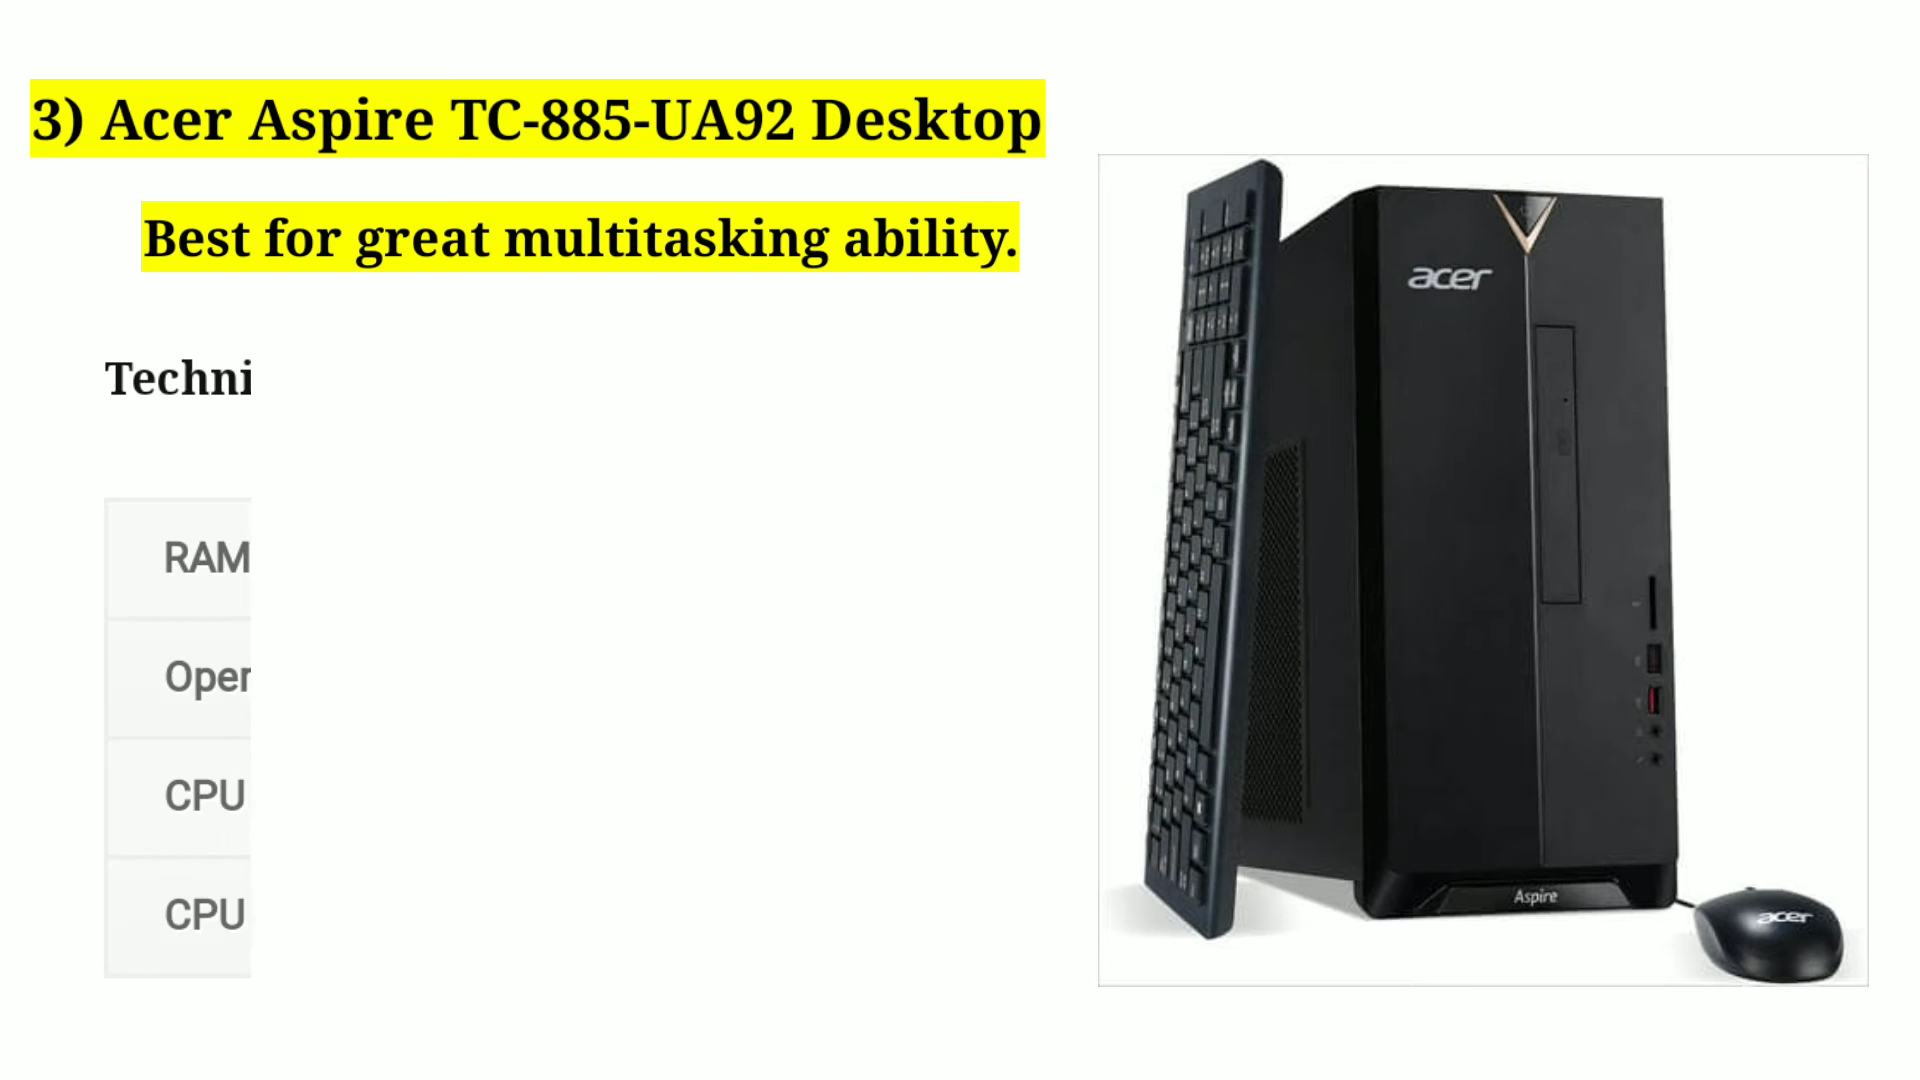 3) Acer Aspire TC-885-UA92 Desktop
Best for great multitasking ability.
Techni
RAM
Oper
CPU
CPU
acer
Aspire
acer